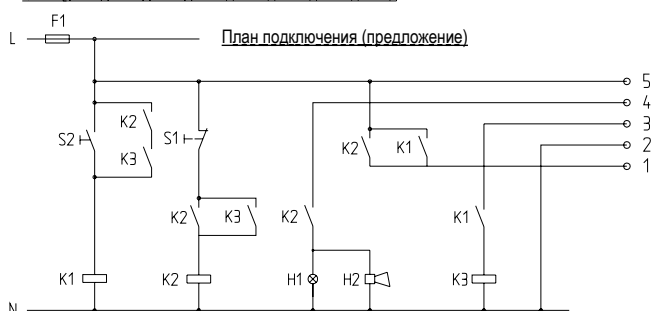 F1
L
План подключения (предложение)
5
4
3
2
1
S2
K2
K3
S1
K2
K1
K2
K3
K2
K1
K1
K2
H1
H2
K3
N